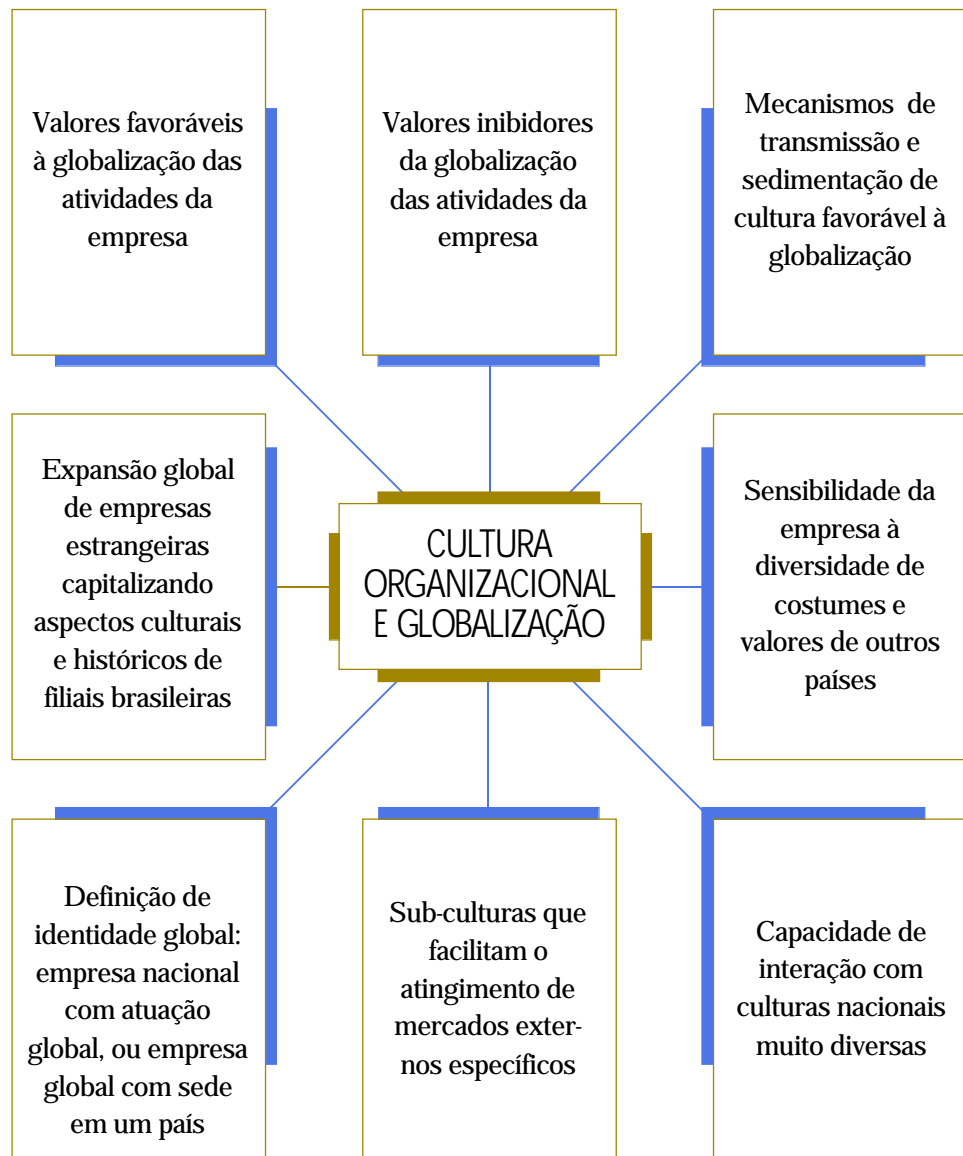 Valores favoráveis
à globalização das
atividades da
empresa
Valores inibidores
da globalização
das atividades da
empresa
Mecanismos de
transmissão e
sedimentação de
cultura favorável à
globalização
Expansão global
de empresas
estrangeiras
capitalizando
aspectos culturais
e históricos de
filiais brasileiras
CULTURA
ORGANIZACIONAL
E GLOBALIZAÇÃO
Sensibilidade da
empresa à
diversidade de
costumes e
valores de outros
países
Definição de
identidade global:
empresa nacional
com atuação
global, ou empresa
global com sede
em um país
Sub-culturas que
facilitam o
atingimento de
mercados exter-
nos específicos
Capacidade de
interação com
culturas nacionais
muito diversas